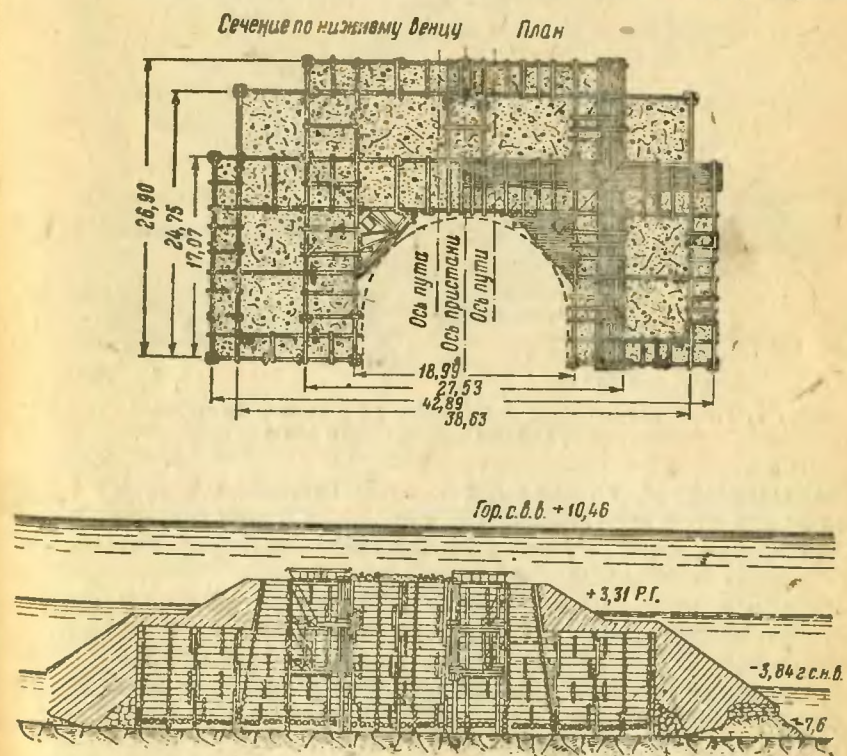 Сечение по нижнему венцу
План
26,90
24,75
17,07
Ось пути
Ось пристани
Ось пути
18,99
27,53
42,89
38,63
Гор. с.в.в. + 10,46
+3,31 Р.Г.
-3,84 г с.н.в.
-7,6